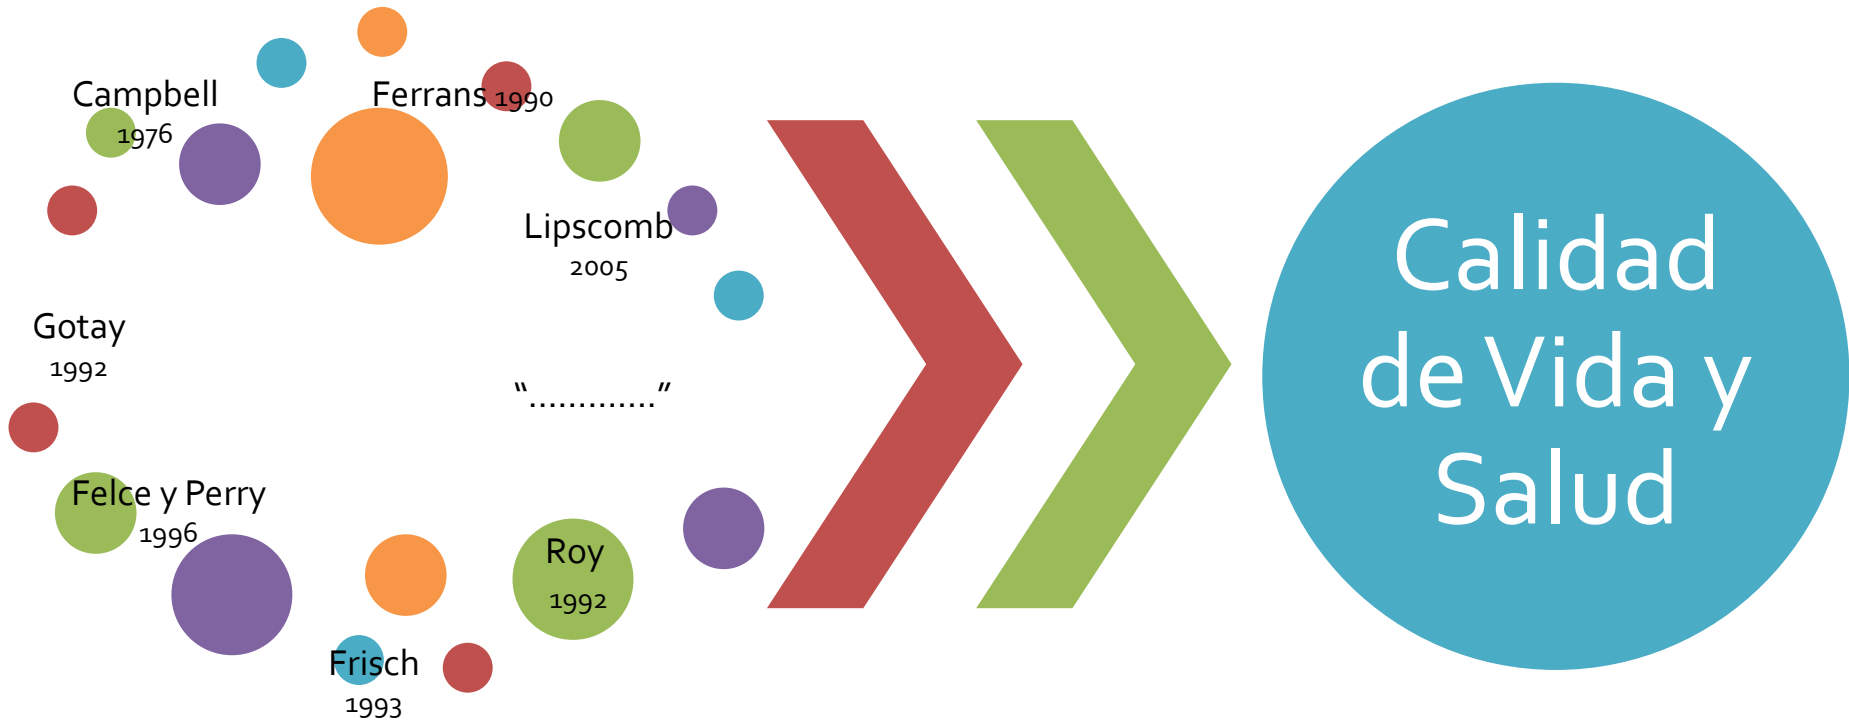 Campbell
1976
Ferrans 1990
Lipscomb
2005
Gotay
1992
“.............”
Felce y Perry
1996
Roy
1992
Frisch
1993
Calidad
de Vida y
Salud